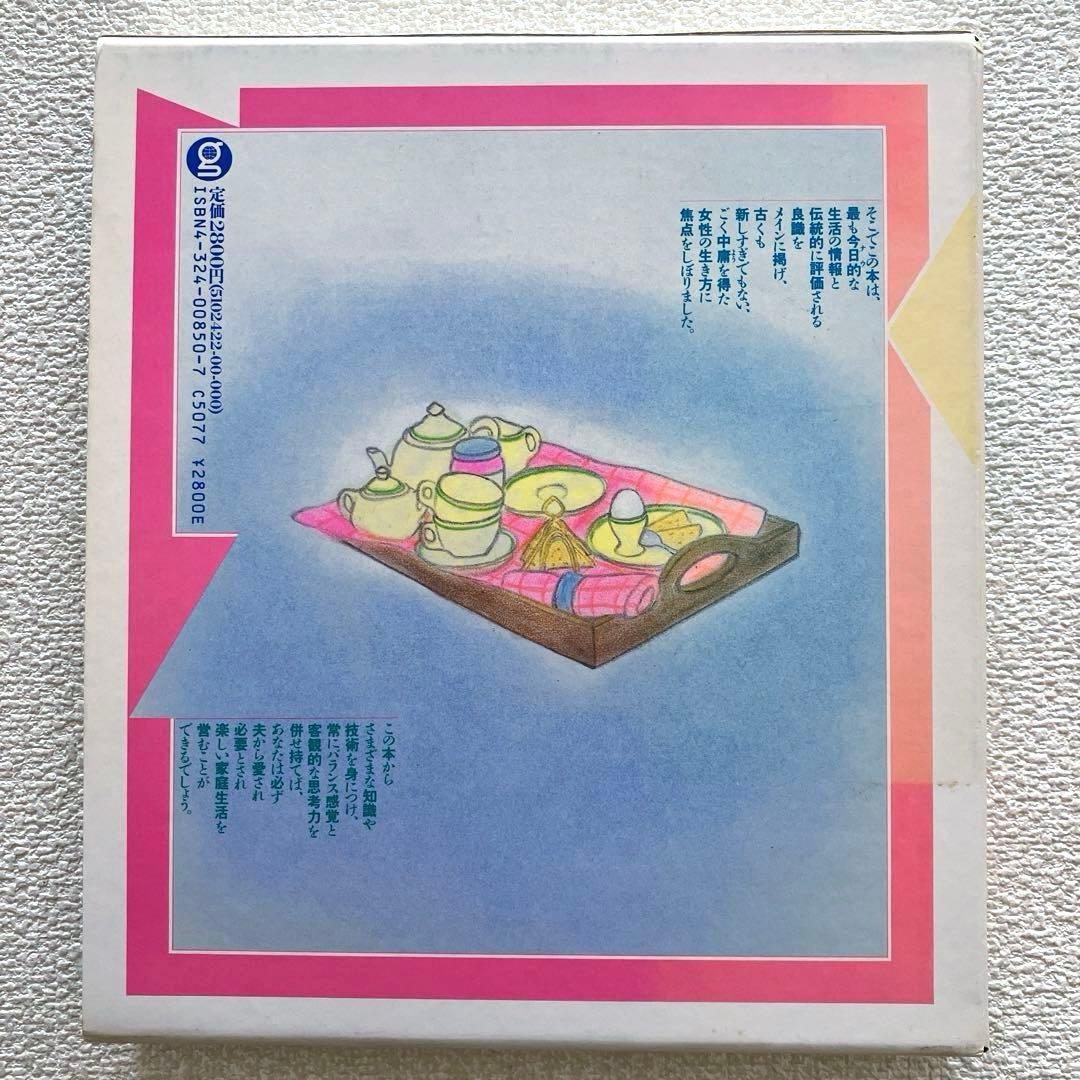 そこでこの本は、
最も今日的な
生活の情報と
伝統的に評価される
良識を
メインに掲げ、
古くも
新しすぎでもない、
ごく中庸を得た
女性の生き方に
焦点をしぼりました。
定価2800円(5102422-00-000)
ISBN4-324-00850-7 C5077 ¥2800E
この本から
さまざまな知識や
技術を身につけ、
常にバランス感覚と
客観的な思考力を
併せ持てば、
あなたは必ず
夫から愛され
必要とされ
楽しい家庭生活を
営むことが
できるでしょう。